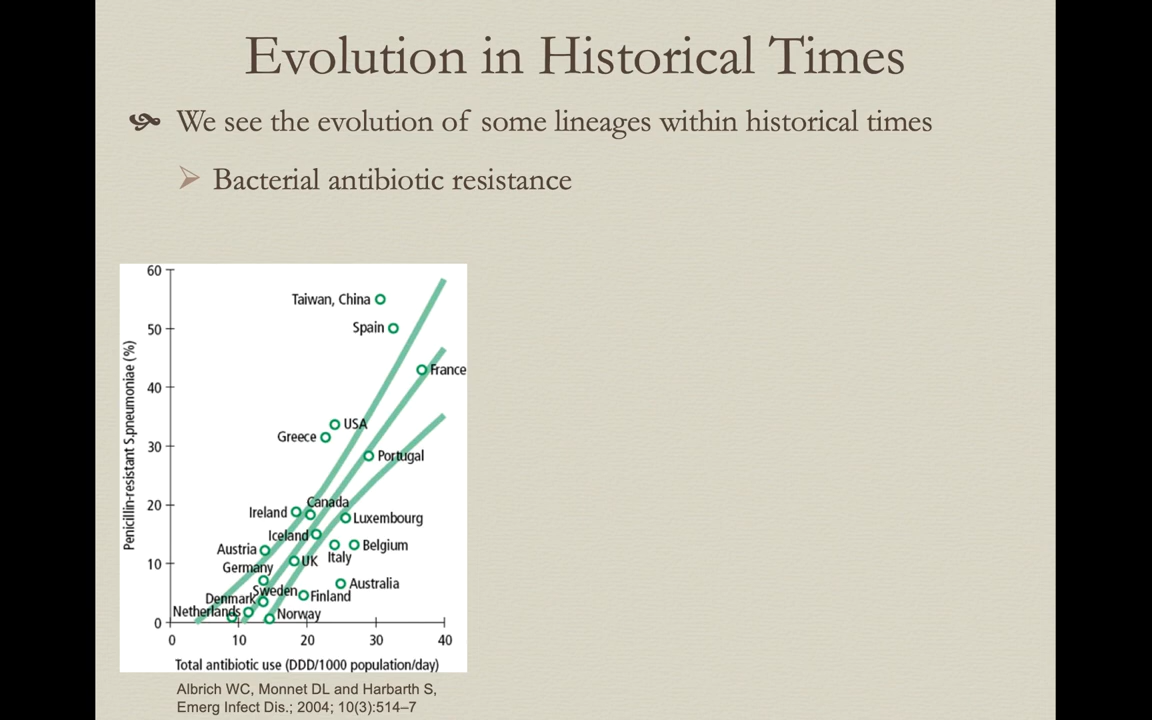 Evolution in Historical Times
We see the evolution of some lineages within historical times
Bacterial antibiotic resistance
60
Taiwan, China
50
Spain
France
40
USA
Greece
30
Portugal
20
Canada
Ireland
Luxembourg
Iceland
Austria
Belgium
Italy
UK
10
Germany
Australia
Sweden
Finland
Denmark
Netherlands
Norway
0
0 10 20 30 40
Penicillin-resistant S.pneumoniae (%)
Total antibiotic use (DDD/1000 population/day)
Albrich WC, Monnet DL and Harbarth S,
Emerg Infect Dis.; 2004; 10(3):514–7